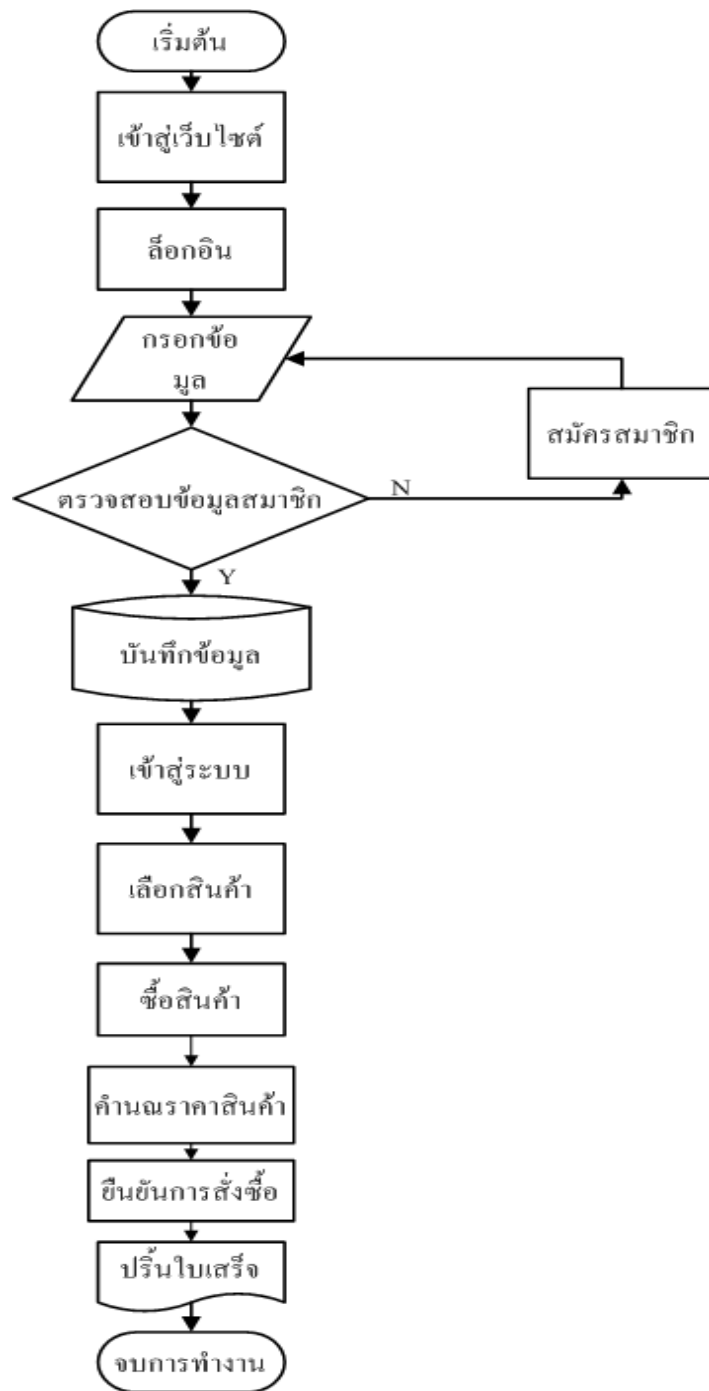 เริ่มต้น
เข้าสู่เว็บไซต์
ล็อกอิน
กรอกข้อ
มูล
สมัครสมาชิก
ตรวจสอบข้อมูลสมาชิก
N
Y
บันทึกข้อมูล
เข้าสู่ระบบ
เลือกสินค้า
ซื้อสินค้า
คำนณราคาสินค้า
ยืนยันการสั่งซื้อ
ปริ้นใบเสร็จ
จบการทำงาน